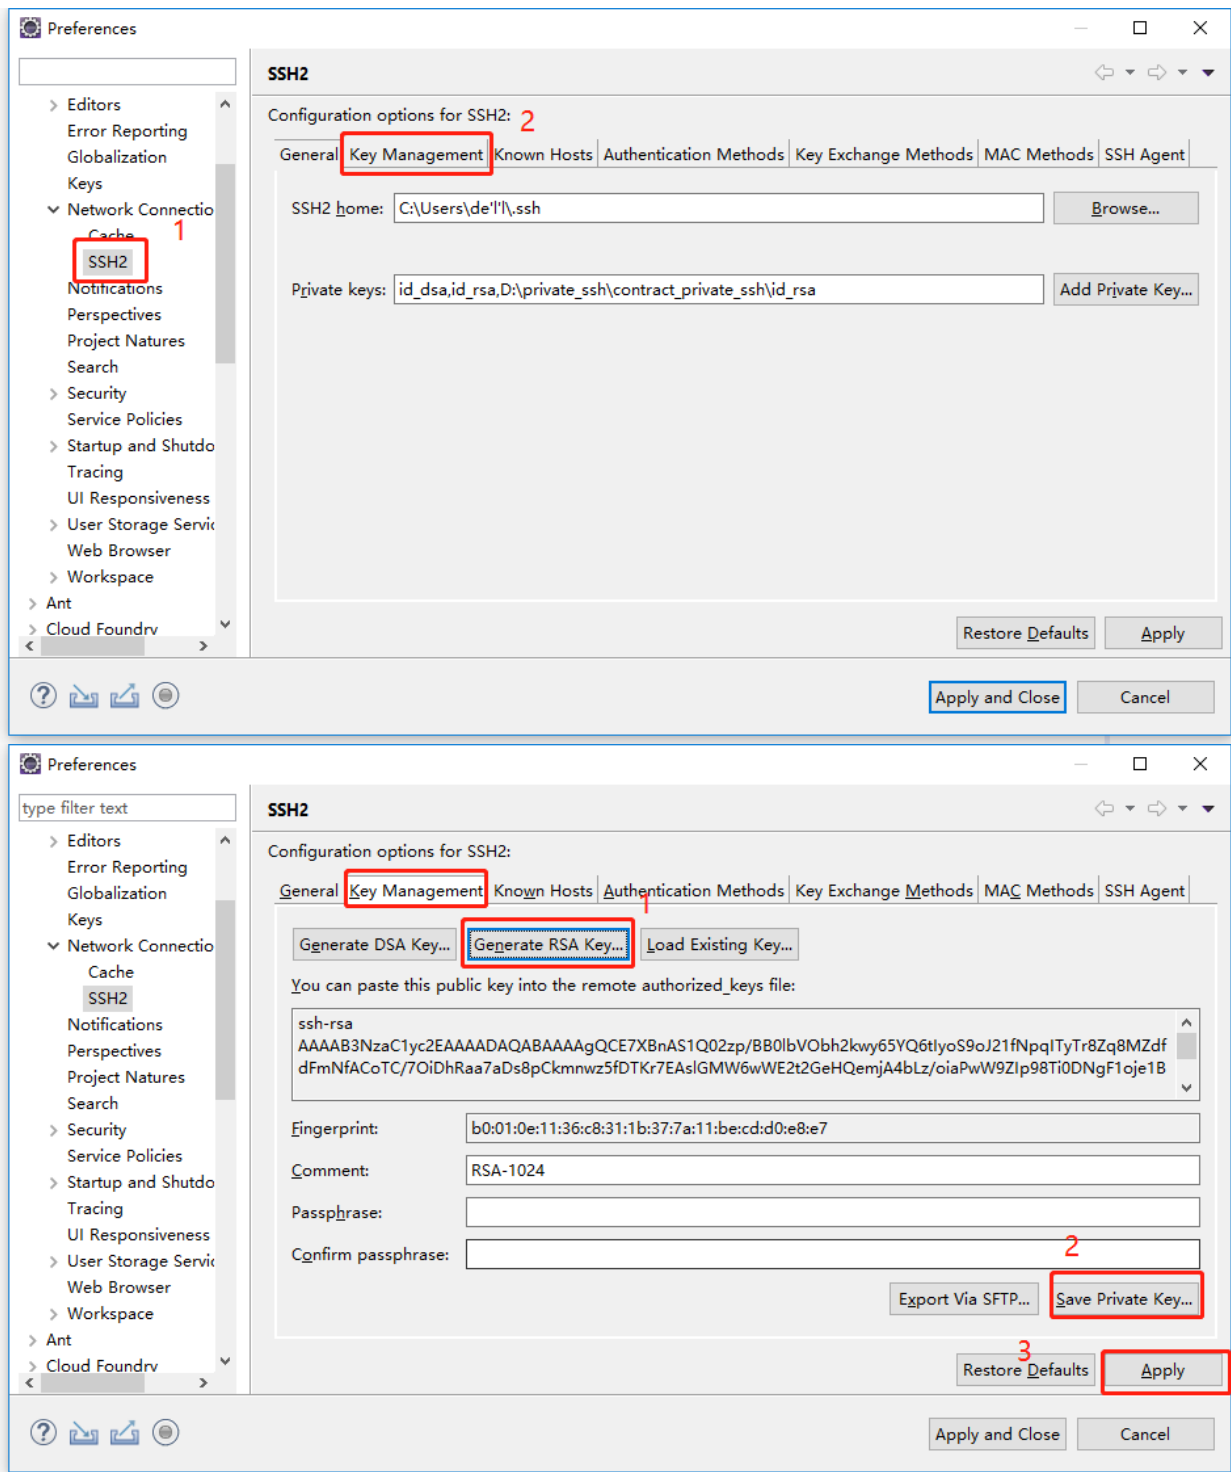 Preferences
SSH2
Editors
Error Reporting
Globalization
Keys
Network Connectio
1
Cache
SSH2
Notifications
Perspectives
Project Natures
Search
Security
Service Policies
Startup and Shutdo
Tracing
UI Responsiveness
User Storage Servic
Web Browser
Workspace
Ant
Cloud Foundry
Configuration options for SSH2:
2
General Key Management Known Hosts Authentication Methods Key Exchange Methods MAC Methods SSH Agent
SSH2 home: C:\Users\de'l'l\.ssh Browse...
Private keys: id_dsa,id_rsa,D:\private_ssh\contract_private_ssh\id_rsa Add Private Key...
Restore Defaults Apply
Apply and Close Cancel
Preferences
type filter text
SSH2
Editors
Error Reporting
Globalization
Keys
Network Connectio
Cache
SSH2
Notifications
Perspectives
Project Natures
Search
Security
Service Policies
Startup and Shutdo
Tracing
UI Responsiveness
User Storage Servic
Web Browser
Workspace
Ant
Cloud Foundry
Configuration options for SSH2:
General Key Management Known Hosts Authentication Methods Key Exchange Methods MAC Methods SSH Agent
1
Generate DSA Key... Generate RSA Key... Load Existing Key...
You can paste this public key into the remote authorized_keys file:
ssh-rsa
AAAAB3NzaC1yc2EAAAADAQABAAAAgQCE7XBnAS1Q02zp/BB0lbVObh2kwy65YQ6tIyoS9oJ21fNpqITyTr8Zq8MZdf
dFmNfACoTC/7OiDhRaa7aDs8pCkmnwz5fDTKr7EAslGMW6wWE2t2GeHQemjA4bLz/oiaPwW9ZIp98Ti0DNgF1oje1B
Fingerprint: b0:01:0e:11:36:c8:31:1b:37:7a:11:be:cd:d0:e8:e7
Comment: RSA-1024
Passphrase:
Confirm passphrase:
2
Export Via SFTP... Save Private Key...
3
Restore Defaults Apply
Apply and Close Cancel